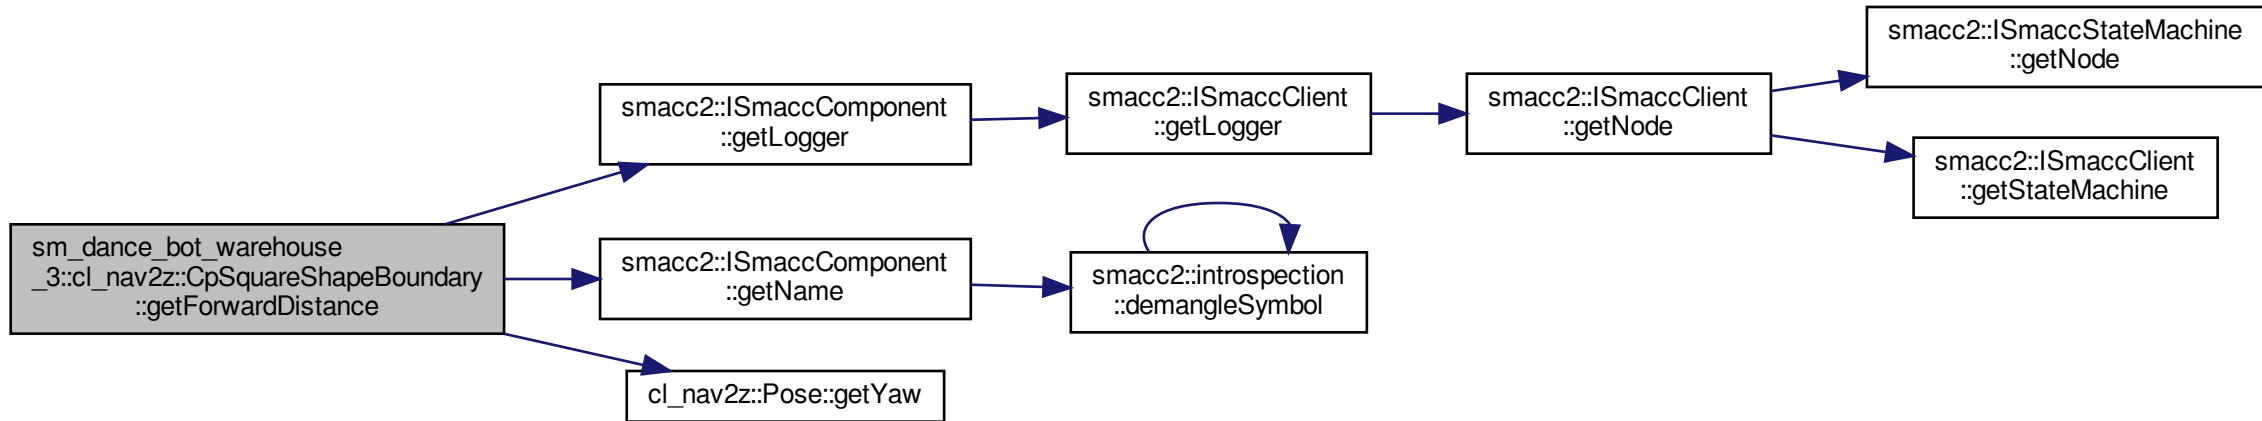 sm_dance_bot_warehouse
_3::cl_nav2z::CpSquareShapeBoundary
::getForwardDistance
smacc2::ISmaccComponent
::getLogger
smacc2::ISmaccClient
::getLogger
smacc2::ISmaccClient
::getNode
smacc2::ISmaccStateMachine
::getNode
smacc2::ISmaccClient
::getStateMachine
smacc2::ISmaccComponent
::getName
smacc2::introspection
::demangleSymbol
cl_nav2z::Pose::getYaw